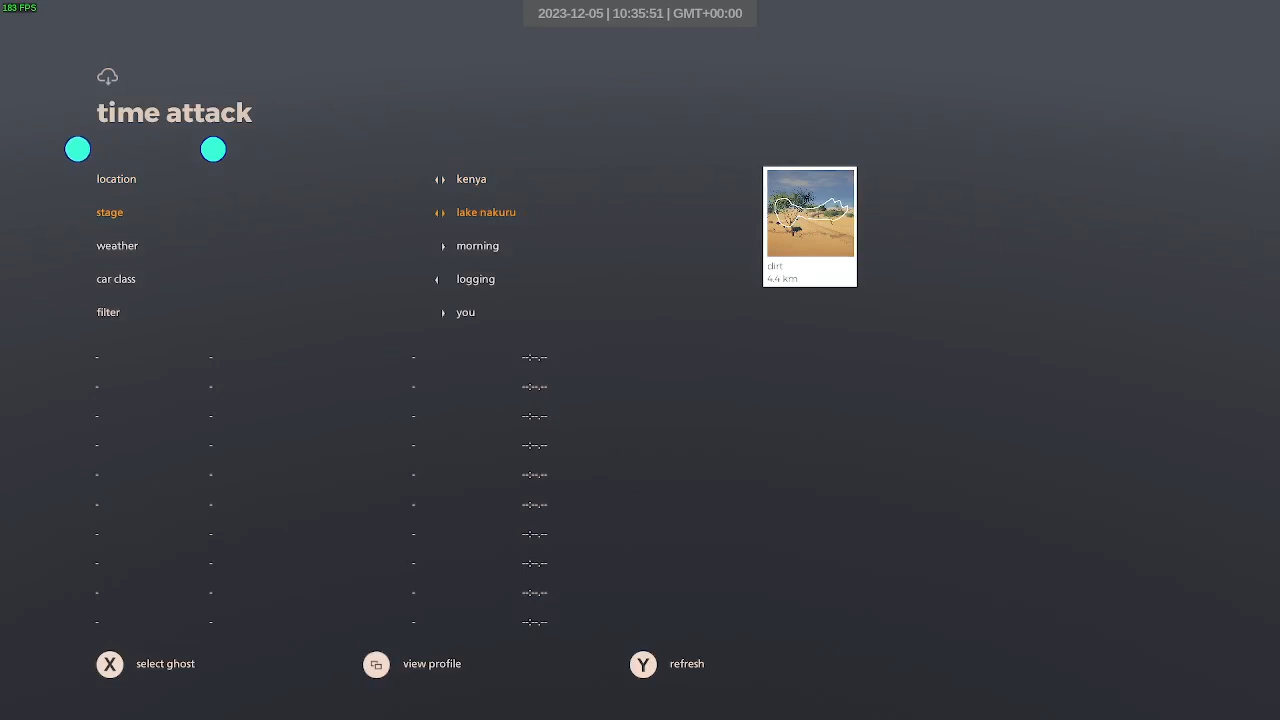 183 FPS
2023-12-05 | 10:35:51 | GMT+00:00
time attack
location kenya
stage lake nakuru
weather morning
car class logging
filter you
dirt
4.4 km
- - - --:--.--
- - - --:--.--
- - - --:--.--
- - - --:--.--
- - - --:--.--
- - - --:--.--
- - - --:--.--
- - - --:--.--
- - - --:--.--
- - - --:--.--
X select ghost view profile Y refresh